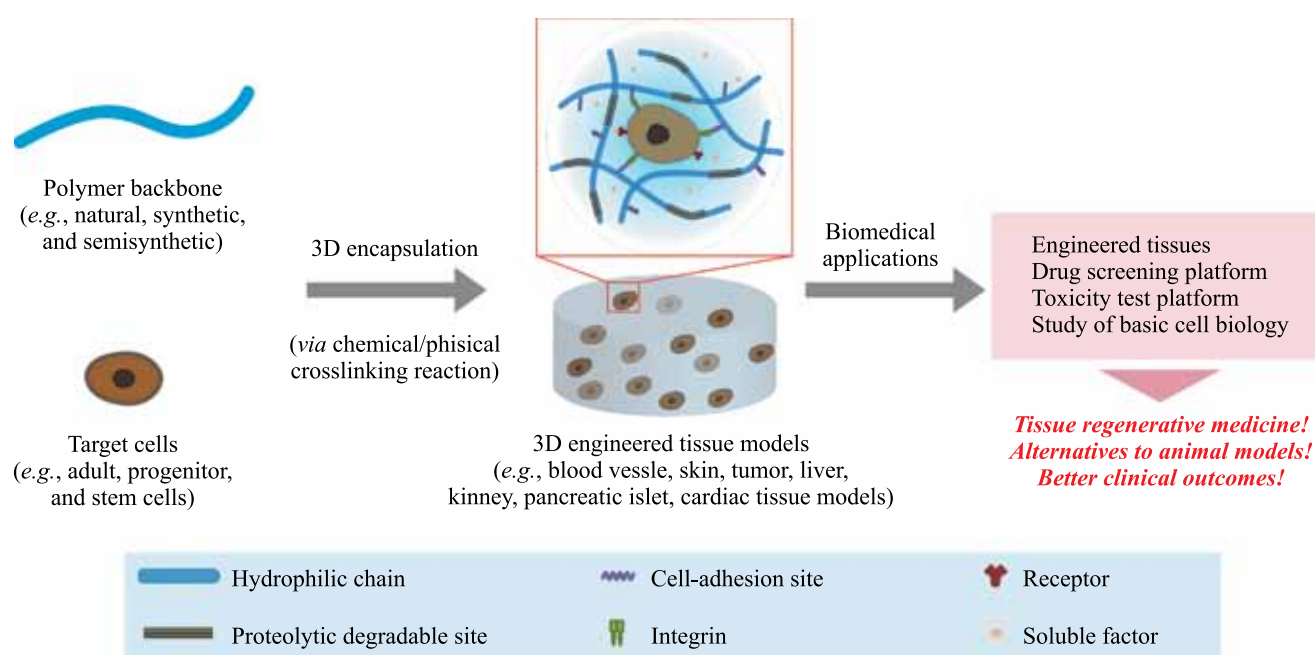 Polymer backbone
(e.g., natural, synthetic,
and semisynthetic)
Target cells
(e.g., adult, progenitor,
and stem cells)
3D encapsulation
(via chemical/phisical
crosslinking reaction)
3D engineered tissue models
(e.g., blood vessle, skin, tumor, liver,
kinney, pancreatic islet, cardiac tissue models)
Biomedical
applications
Engineered tissues
Drug screening platform
Toxicity test platform
Study of basic cell biology
Tissue regenerative medicine!
Alternatives to animal models!
Better clinical outcomes!
Hydrophilic chain
Cell-adhesion site
Receptor
Proteolytic degradable site
Integrin
Soluble factor